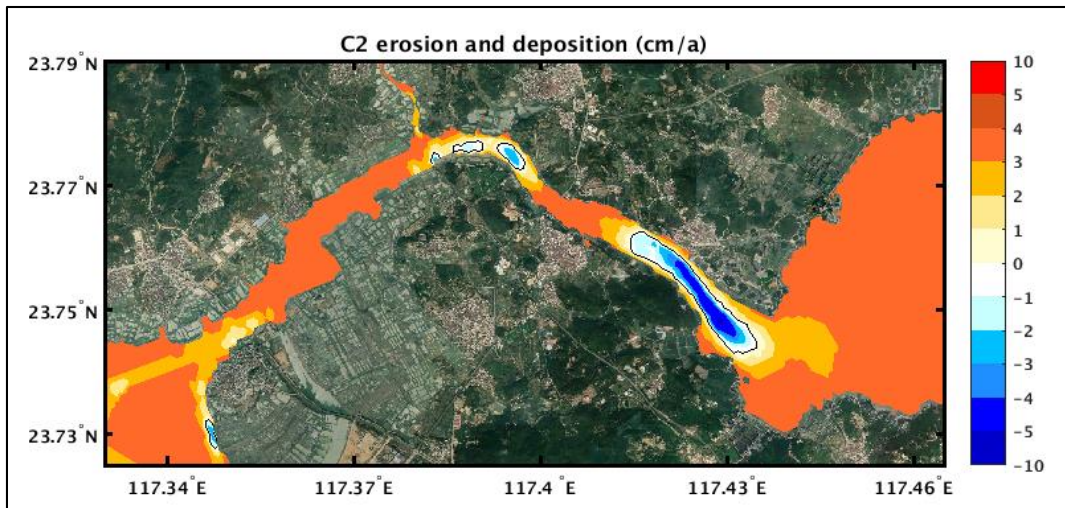 C2 erosion and deposition (cm/a)
23.79°N
23.77°N
23.75°N
23.73°N
117.34°E
117.37°E
117.4°E
117.43°E
117.46°E
10
5
4
3
2
1
0
-1
-2
-3
-4
-5
-10